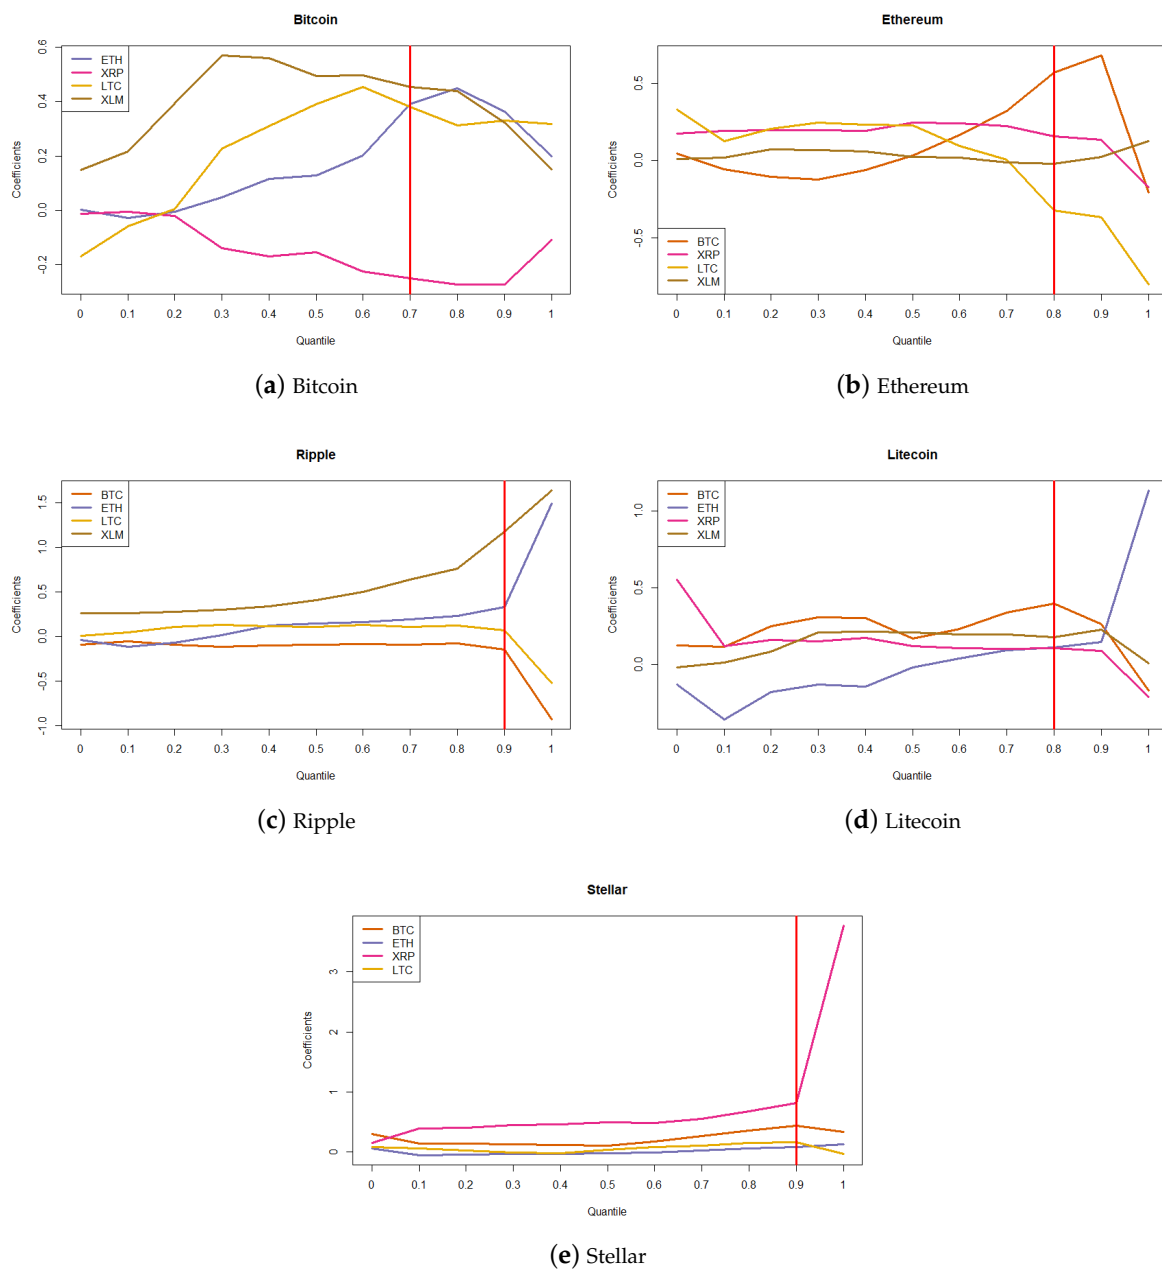 Bitcoin
Coefficients
0.6
0.4
0.2
0.0
-0.2
ETH
XRP
LTC
XLM
0 0.1 0.2 0.3 0.4 0.5 0.6 0.7 0.8 0.9 1
Quantile
(a) Bitcoin
Ethereum
Coefficients
0.5
0.0
-0.5
BTC
XRP
LTC
XLM
0 0.1 0.2 0.3 0.4 0.5 0.6 0.7 0.8 0.9 1
Quantile
(b) Ethereum
Ripple
Coefficients
1.5
1.0
0.5
0.0
-0.5
-1.0
BTC
ETH
LTC
XLM
0 0.1 0.2 0.3 0.4 0.5 0.6 0.7 0.8 0.9 1
Quantile
(c) Ripple
Litecoin
Coefficients
1.0
0.5
0.0
BTC
ETH
XRP
XLM
0 0.1 0.2 0.3 0.4 0.5 0.6 0.7 0.8 0.9 1
Quantile
(d) Litecoin
Stellar
Coefficients
3
2
1
0
BTC
ETH
XRP
LTC
0 0.1 0.2 0.3 0.4 0.5 0.6 0.7 0.8 0.9 1
Quantile
(e) Stellar